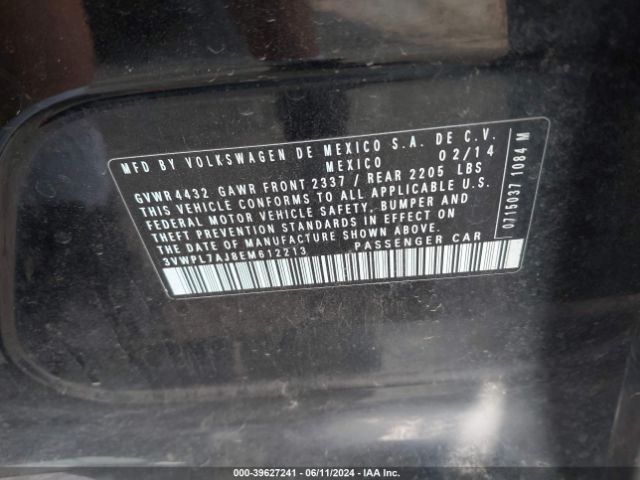 MFD BY VOLKSWAGEN DE MEXICO S.A. DE C.V.
MEXICO 02/14
GVWR 4432 GAWR FRONT 2337 / REAR 2205 LBS
THIS VEHICLE CONFORMS TO ALL APPLICABLE U.S.
FEDERAL MOTOR VEHICLE SAFETY, BUMPER AND
THEFT PREVENTION STANDARDS IN EFFECT ON
THE DATE OF MANUFACTURE SHOWN ABOVE.
3VWPL7AJ8EM612213 PASSENGER CAR
0715037 1084 M
000-39627241 - 06/11/2024 - IAA Inc.